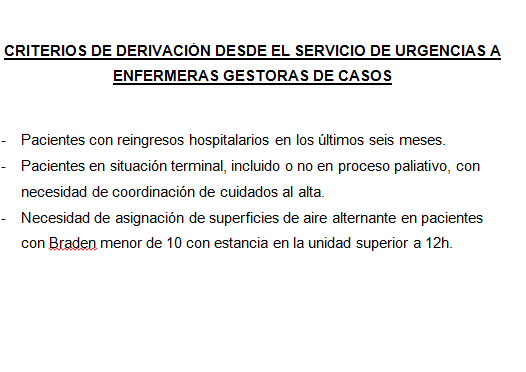 CRITERIOS DE DERIVACIÓN DESDE EL SERVICIO DE URGENCIAS A
ENFERMERAS GESTORAS DE CASOS
- Pacientes con reingresos hospitalarios en los últimos seis meses.
- Pacientes en situación terminal, incluido o no en proceso paliativo, con
necesidad de coordinación de cuidados al alta.
- Necesidad de asignación de superficies de aire alternante en pacientes
con Braden menor de 10 con estancia en la unidad superior a 12h.